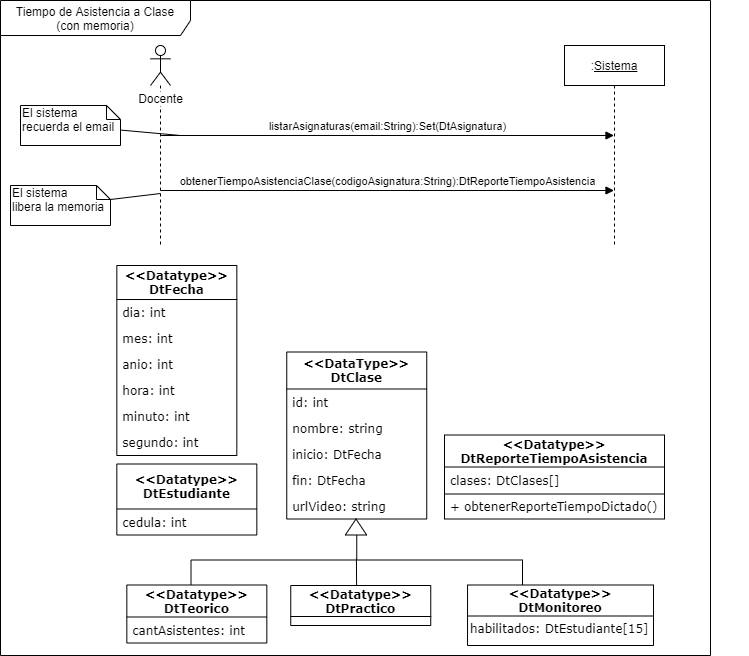 Tiempo de Asistencia a Clase
(con memoria)
Docente
:Sistema
El sistema
recuerda el email
listarAsignaturas(email:String):Set(DtAsignatura)
obtenerTiempoAsistenciaClase(codigoAsignatura:String):DtReporteTiempoAsistencia
El sistema
libera la memoria
<<Datatype>>
DtFecha
dia: int
mes: int
anio: int
hora: int
minuto: int
segundo: int
<<DataType>>
DtClase
id: int
nombre: string
inicio: DtFecha
fin: DtFecha
urlVideo: string
<<Datatype>>
DtReporteTiempoAsistencia
clases: DtClases[]
+ obtenerReporteTiempoDictado()
<<Datatype>>
DtEstudiante
cedula: int
<<Datatype>>
DtTeorico
cantAsistentes: int
<<Datatype>>
DtPractico
<<Datatype>>
DtMonitoreo
habilitados: DtEstudiante[15]